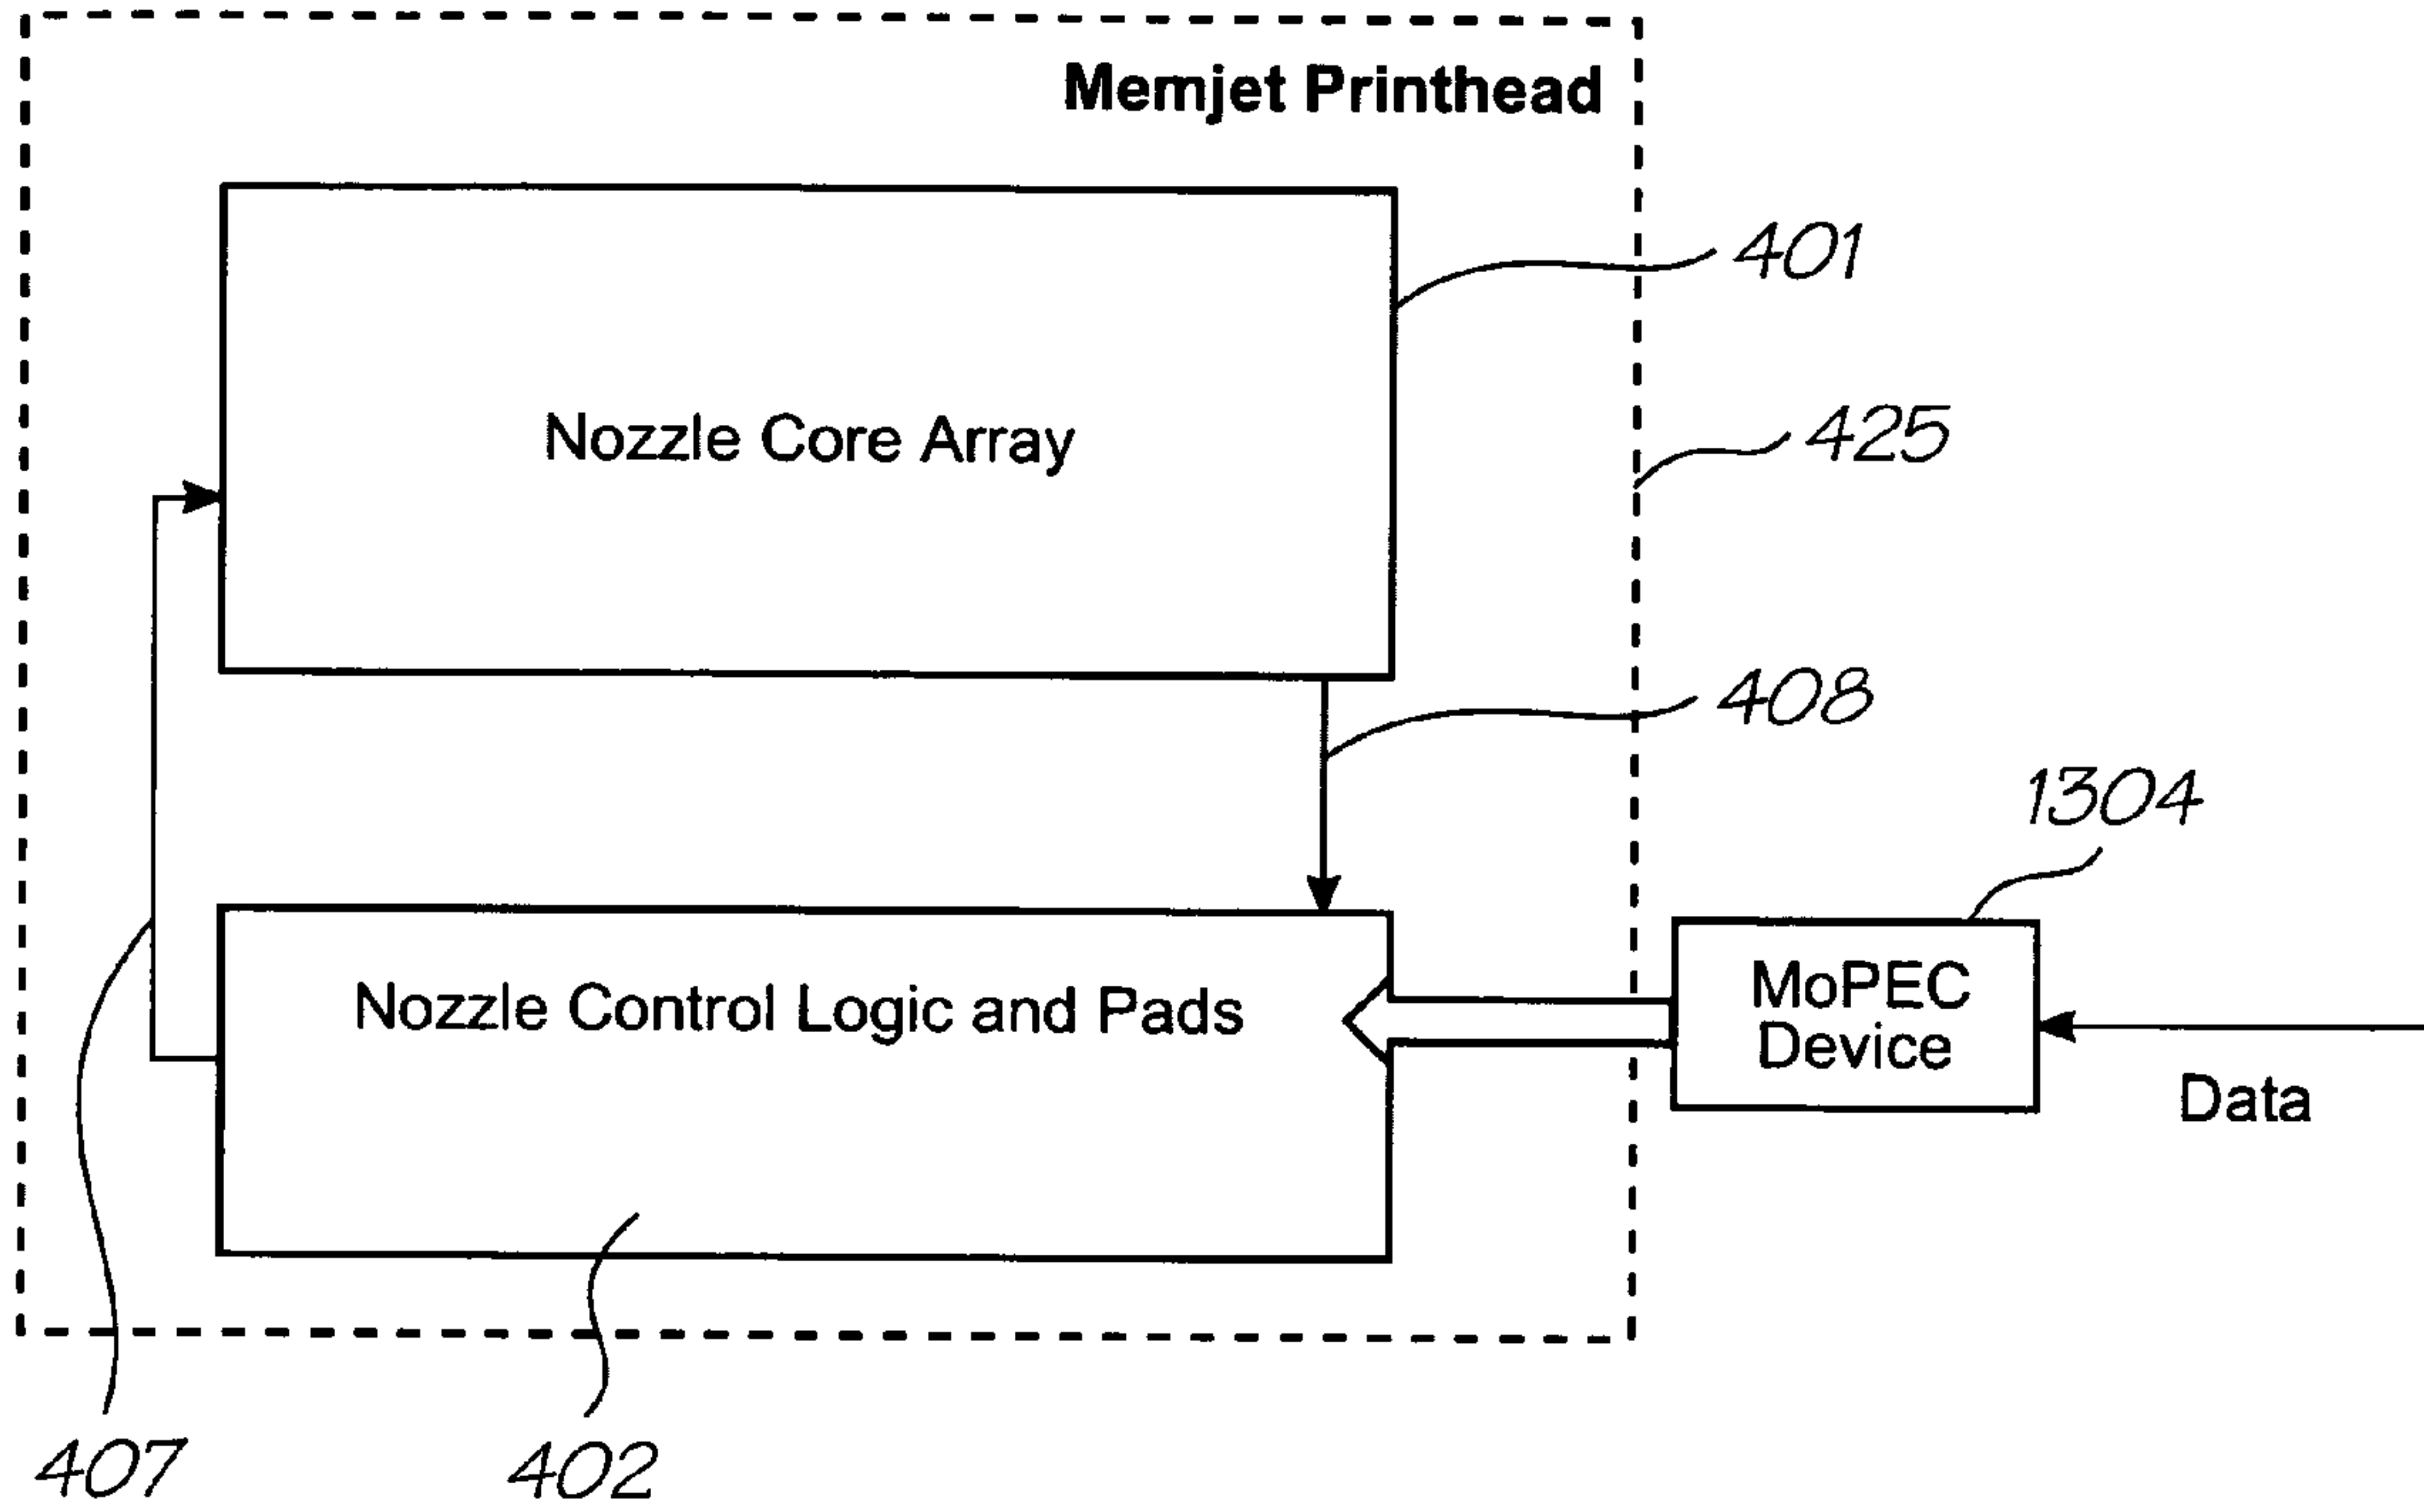 Memjet Printhead
401
Nozzle Core Array
425
408
1304
Nozzle Control Logic and Pads
MoPEC
Device
Data
407
402